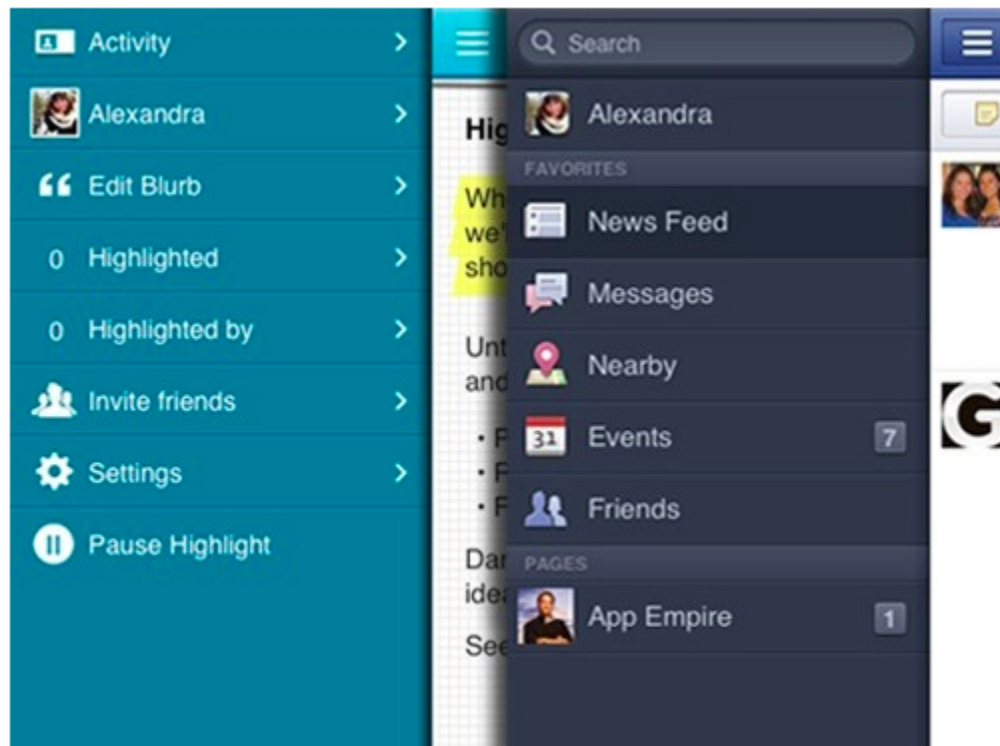 Activity
Alexandra
Edit Blurb
0 Highlighted
0 Highlighted by
Invite friends
Settings
Pause Highlight
Hig
Wh
we'
sho
Unt
and
• F
• F
• F
Dar
idea
See
Search
Alexandra
FAVORITES
News Feed
Messages
Nearby
31 Events 7
Friends
PAGES
App Empire 1
G